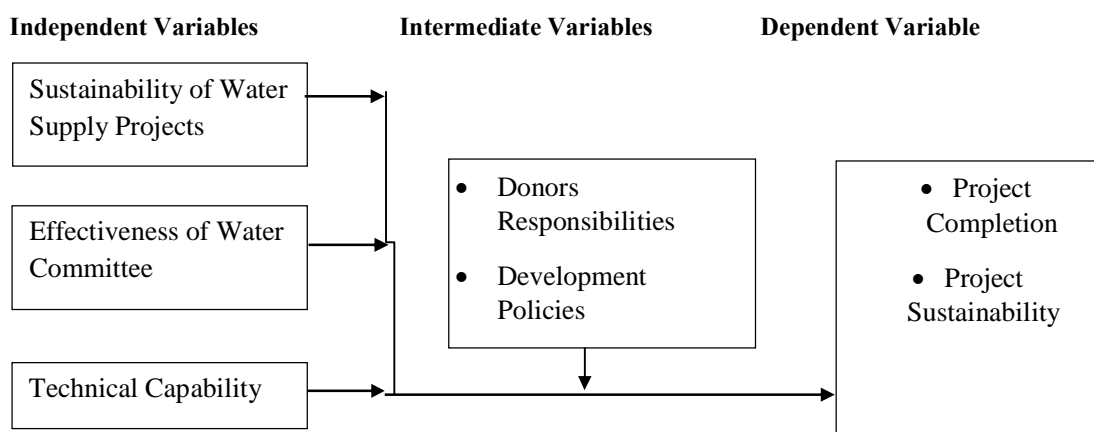 Independent Variables
Intermediate Variables
Dependent Variable
Sustainability of Water
Supply Projects
Effectiveness of Water
Committee
Technical Capability
• Donors
Responsibilities
• Development
Policies
• Project
Completion
• Project
Sustainability